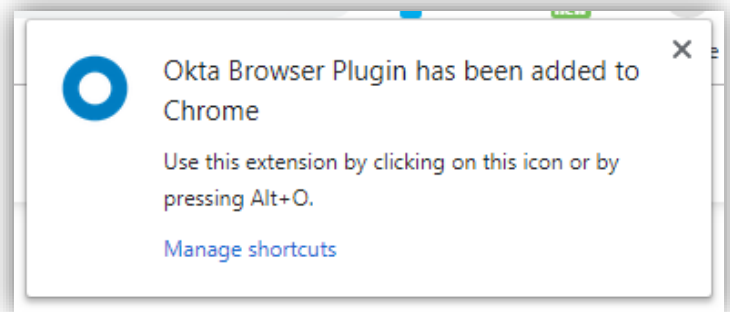 new
Okta Browser Plugin has been added to
Chrome
Use this extension by clicking on this icon or by
pressing Alt+O.
Manage shortcuts